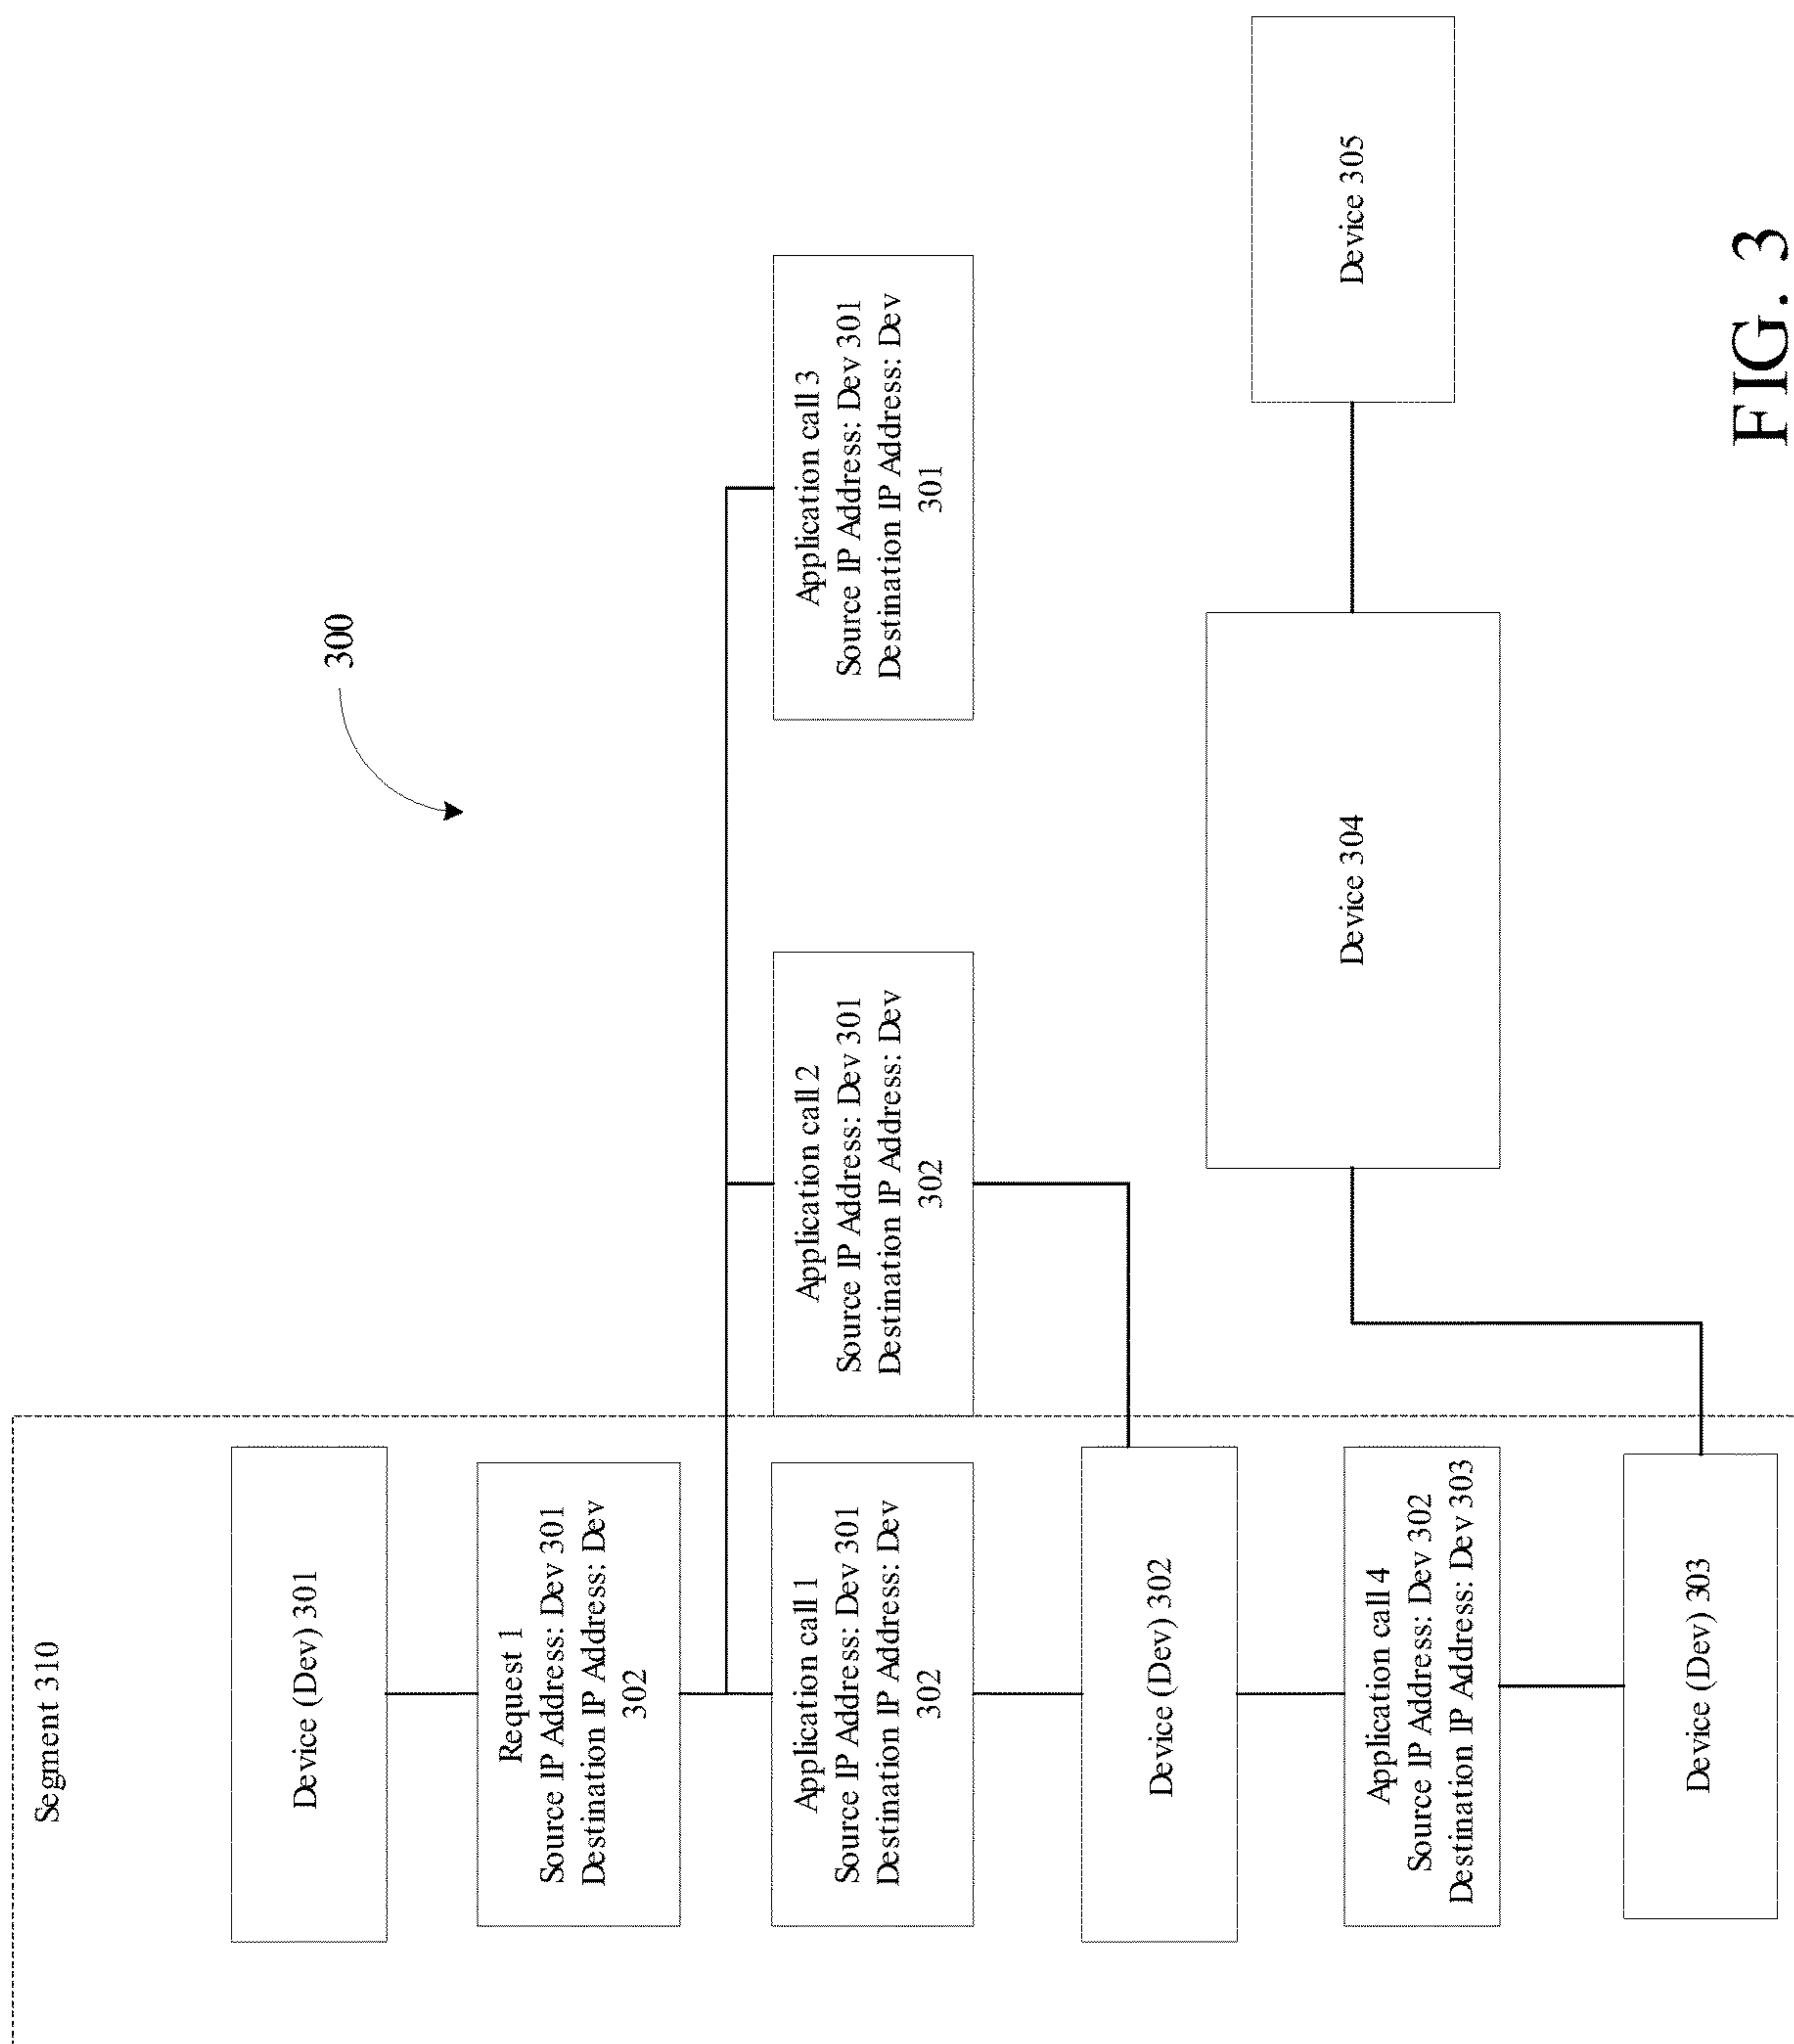 Segment 310
Device (Dev) 301
Request 1
Source IP Address: Dev 301
Destination IP Address: Dev
302
Application call 1
Source IP Address: Dev 301
Destination IP Address: Dev
302
Device (Dev) 302
Application call 4
Source IP Address: Dev 302
Destination IP Address: Dev 303
Device (Dev) 303
Application call 2
Source IP Address: Dev 301
Destination IP Address: Dev
302
300
Application call 3
Source IP Address: Dev 301
Destination IP Address: Dev
301
Device 304
Device 305
FIG. 3